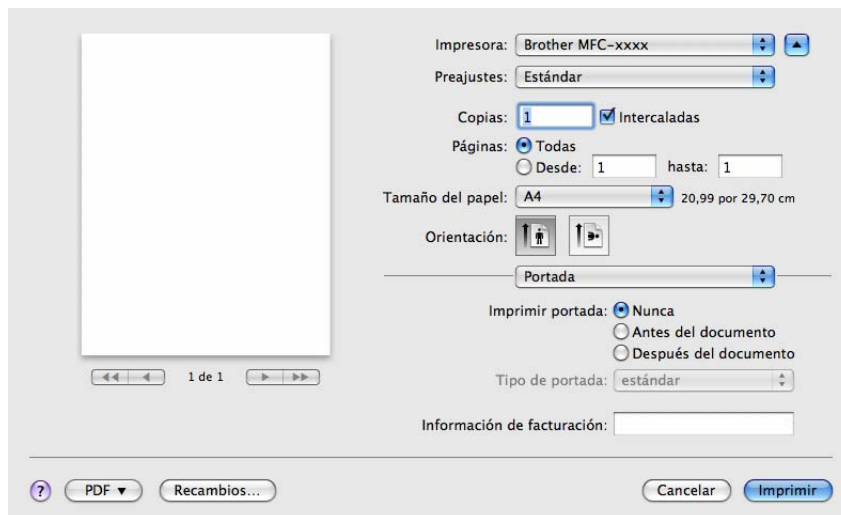 Impresora: Brother MFC-xxxx
Preajustes: Estándar
Copias: 1 Intercaladas
Páginas: Todas
Desde: 1 hasta: 1
Tamaño del papel: A4 20,99 por 29,70 cm
Orientación:
Portada
Imprimir portada: Nunca
Antes del documento
Después del documento
1 de 1
Tipo de portada: estándar
Información de facturación:
? PDF ▼ Recambios... Cancelar Imprimir